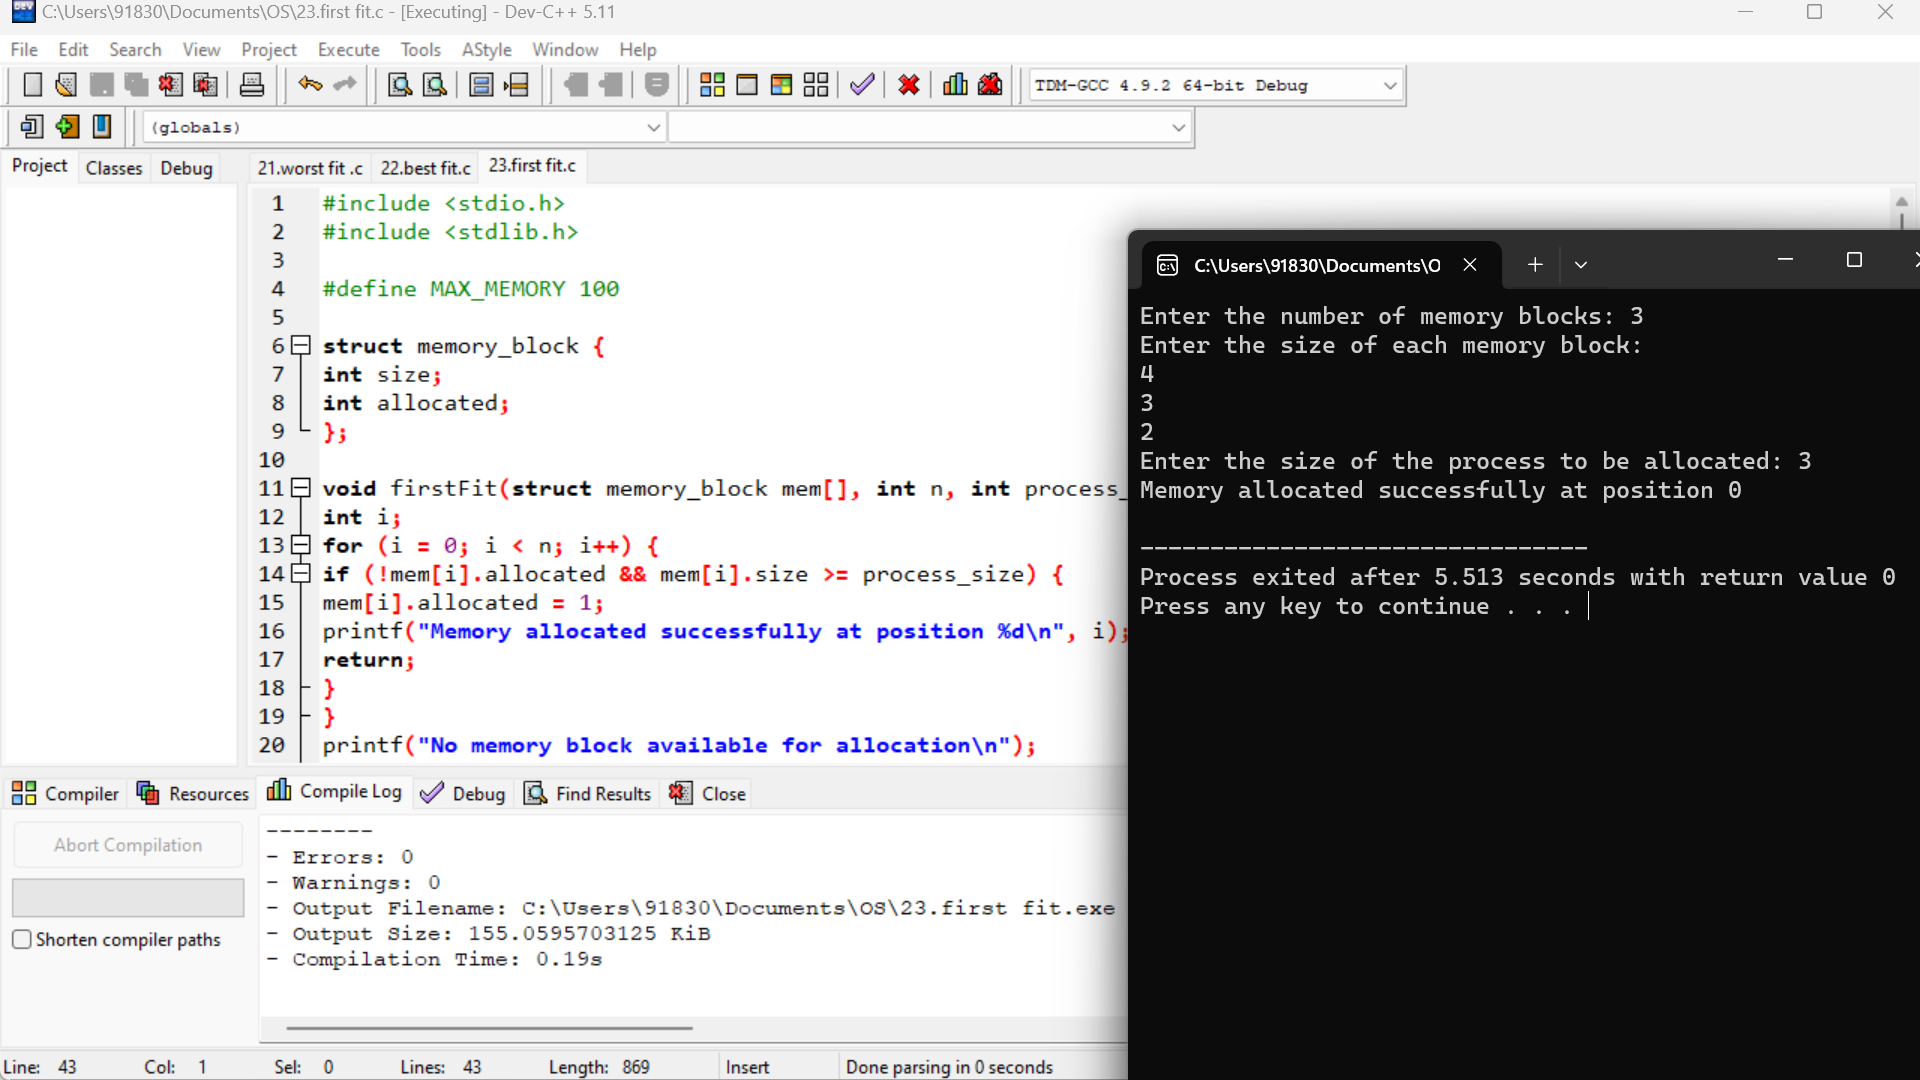 C:\Users\91830\Documents\OS\23.first fit.c - [Executing] - Dev-C++ 5.11
File Edit Search View Project Execute Tools AStyle Window Help
TDM-GCC 4.9.2 64-bit Debug
(globals)
Project Classes Debug
21.worst fit .c 22.best fit.c 23.first fit.c
1 #include <stdio.h>
2 #include <stdlib.h>
3
4 #define MAX_MEMORY 100
5
6 struct memory_block {
7 int size;
8 int allocated;
9 };
10
11 void firstFit(struct memory_block mem[], int n, int process_
12 int i;
13 for (i = 0; i < n; i++) {
14 if (!mem[i].allocated && mem[i].size >= process_size) {
15 mem[i].allocated = 1;
16 printf("Memory allocated successfully at position %d\n", i);
17 return;
18 }
19 }
20 printf("No memory block available for allocation\n");
C:\Users\91830\Documents\O
Enter the number of memory blocks: 3
Enter the size of each memory block:
4
3
2
Enter the size of the process to be allocated: 3
Memory allocated successfully at position 0
--------------------------------
Process exited after 5.513 seconds with return value 0
Press any key to continue . . .
Compiler Resources Compile Log Debug Find Results Close
Abort Compilation
Shorten compiler paths
--------
- Errors: 0
- Warnings: 0
- Output Filename: C:\Users\91830\Documents\OS\23.first fit.exe
- Output Size: 155.0595703125 KiB
- Compilation Time: 0.19s
Line: 43 Col: 1 Sel: 0 Lines: 43 Length: 869 Insert Done parsing in 0 seconds